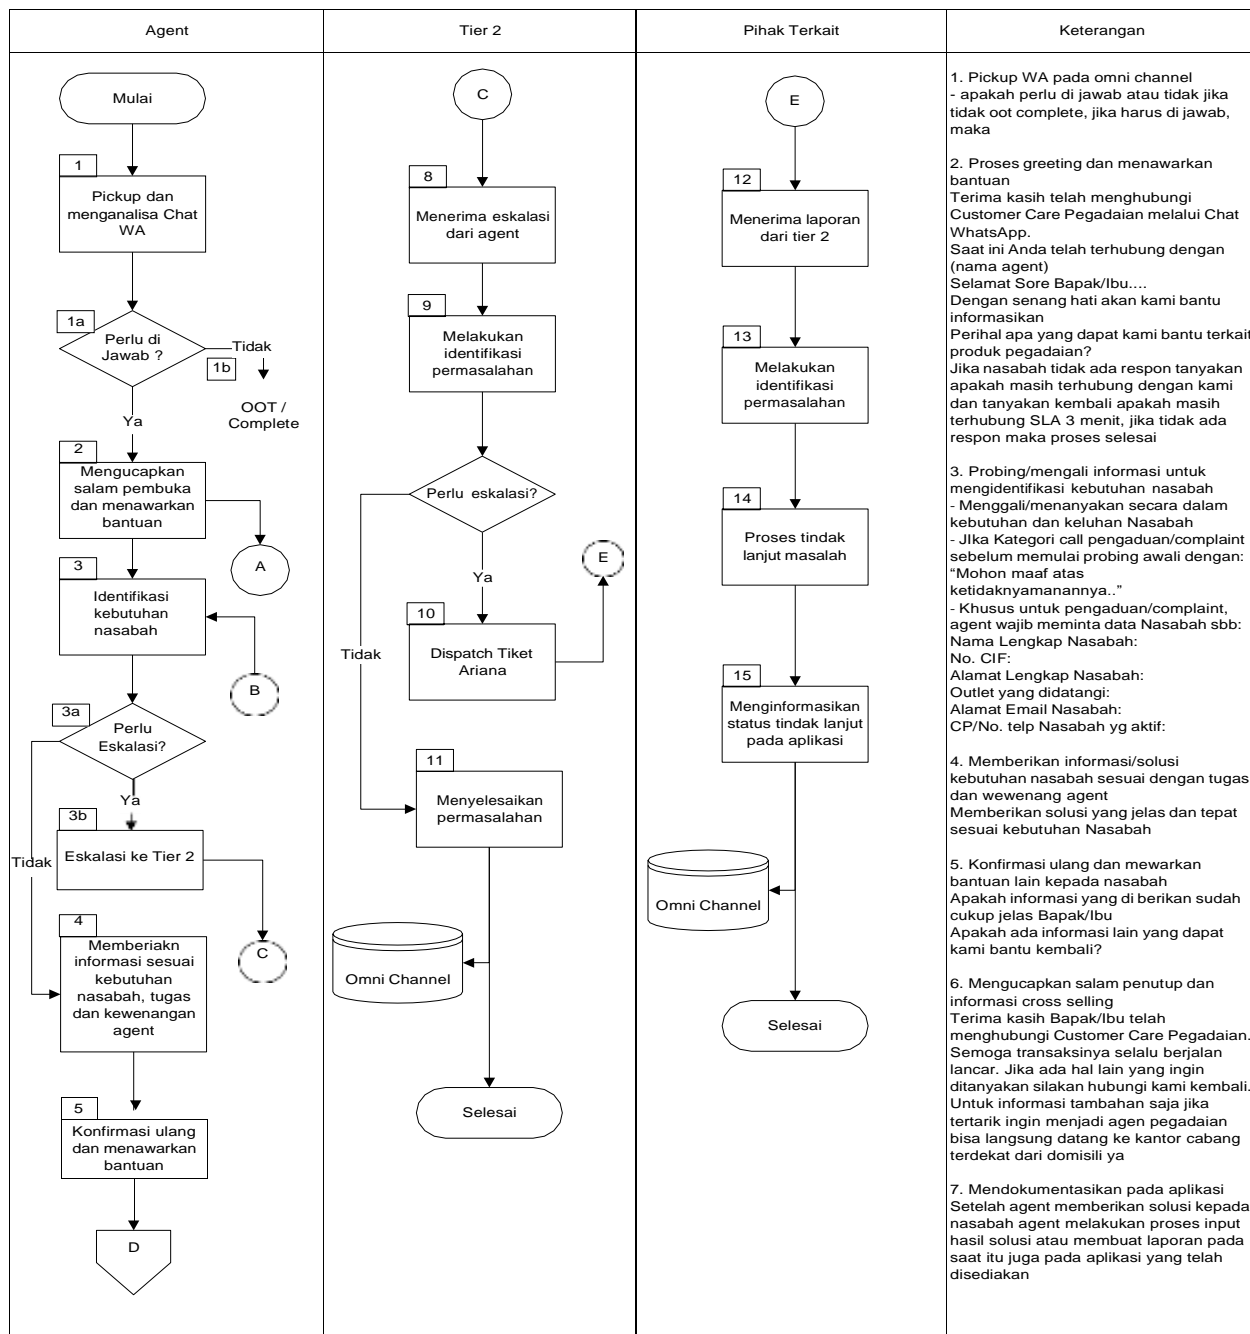 Agent
Tier 2
Pihak Terkait
Keterangan
Mulai
1
Pickup dan
menganalisa Chat
WA
1a
Perlu di
Jawab ?
Tidak
1b
OOT /
Complete
Ya
2
Mengucapkan
salam pembuka
dan menawarkan
bantuan
A
3
Identifikasi
kebutuhan
nasabah
B
3a
Perlu
Eskalasi?
Ya
3b
Tidak
Eskalasi ke Tier 2
C
4
Memberiakn
informasi sesuai
kebutuhan
nasabah, tugas
dan kewenangan
agent
5
Konfirmasi ulang
dan menawarkan
bantuan
D
C
8
Menerima eskalasi
dari agent
9
Melakukan
identifikasi
permasalahan
Perlu eskalasi?
E
Ya
10
Tidak
Dispatch Tiket
Ariana
11
Menyelesaikan
permasalahan
Omni Channel
Selesai
E
12
Menerima laporan
dari tier 2
13
Melakukan
identifikasi
permasalahan
14
Proses tindak
lanjut masalah
15
Menginformasikan
status tindak lanjut
pada aplikasi
Omni Channel
Selesai
1. Pickup WA pada omni channel
- apakah perlu di jawab atau tidak jika
tidak oot complete, jika harus di jawab,
maka
2. Proses greeting dan menawarkan
bantuan
Terima kasih telah menghubungi
Customer Care Pegadaian melalui Chat
WhatsApp.
Saat ini Anda telah terhubung dengan
(nama agent)
Selamat Sore Bapak/Ibu....
Dengan senang hati akan kami bantu
informasikan
Perihal apa yang dapat kami bantu terkait
produk pegadaian?
Jika nasabah tidak ada respon tanyakan
apakah masih terhubung dengan kami
dan tanyakan kembali apakah masih
terhubung SLA 3 menit, jika tidak ada
respon maka proses selesai
3. Probing/mengali informasi untuk
mengidentifikasi kebutuhan nasabah
- Menggali/menanyakan secara dalam
kebutuhan dan keluhan Nasabah
- JIka Kategori call pengaduan/complaint
sebelum memulai probing awali dengan:
“Mohon maaf atas
ketidaknyamanannya..”
- Khusus untuk pengaduan/complaint,
agent wajib meminta data Nasabah sbb:
Nama Lengkap Nasabah:
No. CIF:
Alamat Lengkap Nasabah:
Outlet yang didatangi:
Alamat Email Nasabah:
CP/No. telp Nasabah yg aktif:
4. Memberikan informasi/solusi
kebutuhan nasabah sesuai dengan tugas
dan wewenang agent
Memberikan solusi yang jelas dan tepat
sesuai kebutuhan Nasabah
5. Konfirmasi ulang dan mewarkan
bantuan lain kepada nasabah
Apakah informasi yang di berikan sudah
cukup jelas Bapak/Ibu
Apakah ada informasi lain yang dapat
kami bantu kembali?
6. Mengucapkan salam penutup dan
informasi cross selling
Terima kasih Bapak/Ibu telah
menghubungi Customer Care Pegadaian.
Semoga transaksinya selalu berjalan
lancar. Jika ada hal lain yang ingin
ditanyakan silakan hubungi kami kembali.
Untuk informasi tambahan saja jika
tertarik ingin menjadi agen pegadaian
bisa langsung datang ke kantor cabang
terdekat dari domisili ya
7. Mendokumentasikan pada aplikasi
Setelah agent memberikan solusi kepada
nasabah agent melakukan proses input
hasil solusi atau membuat laporan pada
saat itu juga pada aplikasi yang telah
disediakan